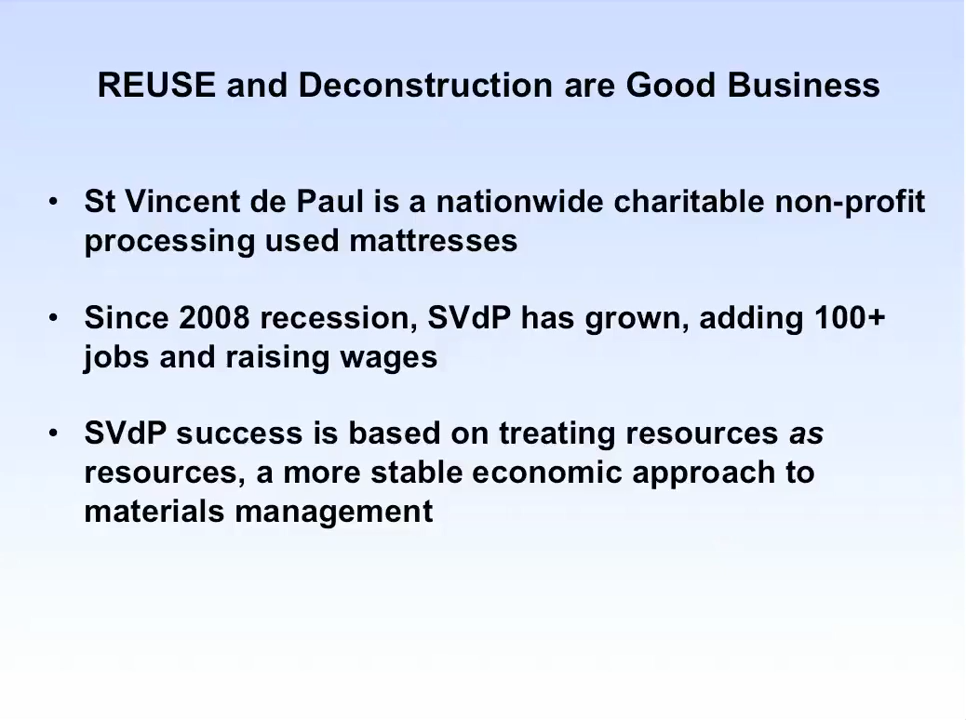 REUSE and Deconstruction are Good Business
• St Vincent de Paul is a nationwide charitable non-profit
processing used mattresses
• Since 2008 recession, SVdP has grown, adding 100+
jobs and raising wages
• SVdP success is based on treating resources as
resources, a more stable economic approach to
materials management